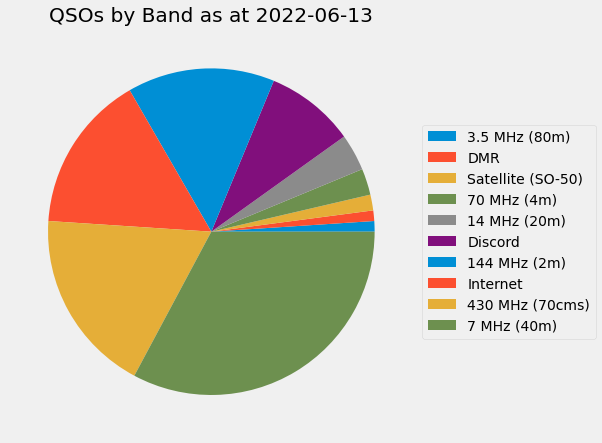 QSOs by Band as at 2022-06-13
3.5 MHz (80m)
DMR
Satellite (SO-50)
70 MHz (4m)
14 MHz (20m)
Discord
144 MHz (2m)
Internet
430 MHz (70cms)
7 MHz (40m)